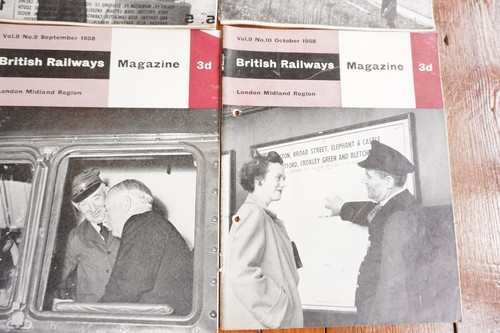 Vol.9 No.9 September 1958
British Railways Magazine 3d
London Midland Region
Vol.9 No.10 October 1958
British Railways Magazine 3d
London Midland Region
BROAD STREET, ELEPHANT & CASTLE
CROXLEY GREEN AND